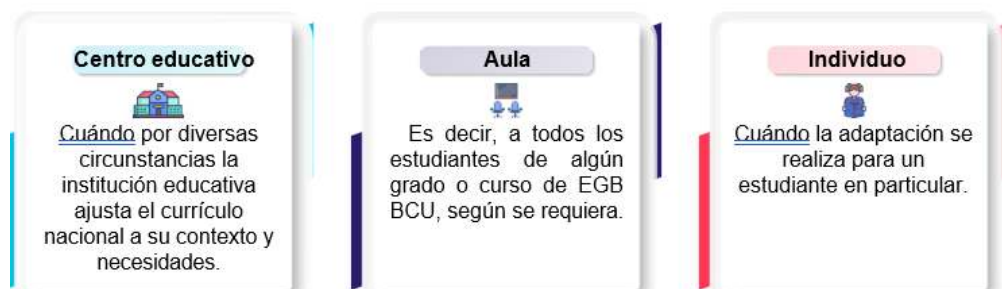 Centro educativo
Cuándo por diversas
circunstancias la
institución educativa
ajusta el currículo
nacional a su contexto y
necesidades.
Aula
Es decir, a todos los
estudiantes de algún
grado o curso de EGB
BCU, según se requiera.
Individuo
Cuándo la adaptación se
realiza para un
estudiante en particular.